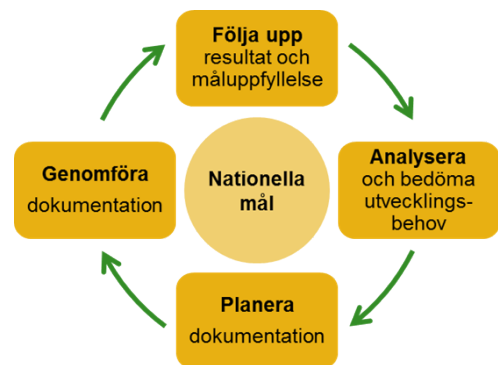 Följa upp
resultat och
måluppfyllelse
Analysera
och bedöma
utvecklings-
behov
Planera
dokumentation
Genomföra
dokumentation
Nationella
mål